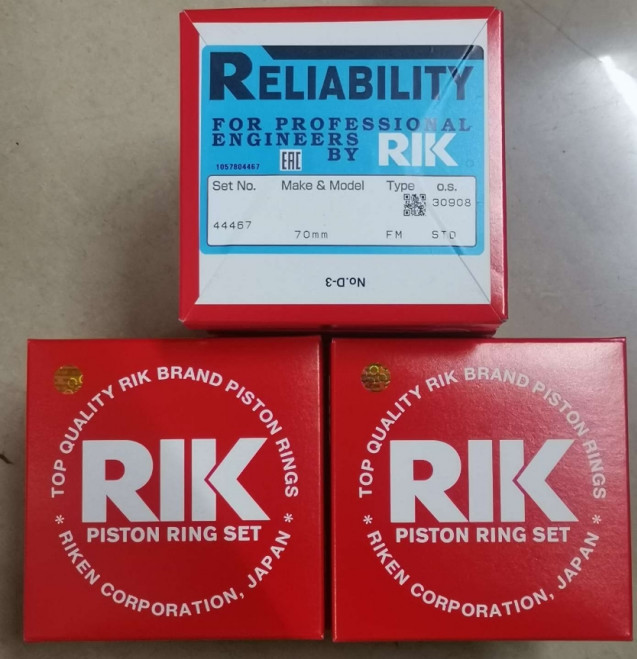 RELIABILITY
FOR PROFESSIONAL
ENGINEERS
BY RIK
1057804467
EAC
Set No. Make & Model Type o.s.
30908
44467
70mm FM STD
No.D-3
TOP QUALITY RIK BRAND PISTON RINGS
RIK
PISTON RING SET
* RIKEN CORPORATION, JAPAN *
TOP QUALITY RIK BRAND PISTON RINGS
RIK
PISTON RING SET
* RIKEN CORPORATION, JAPAN *